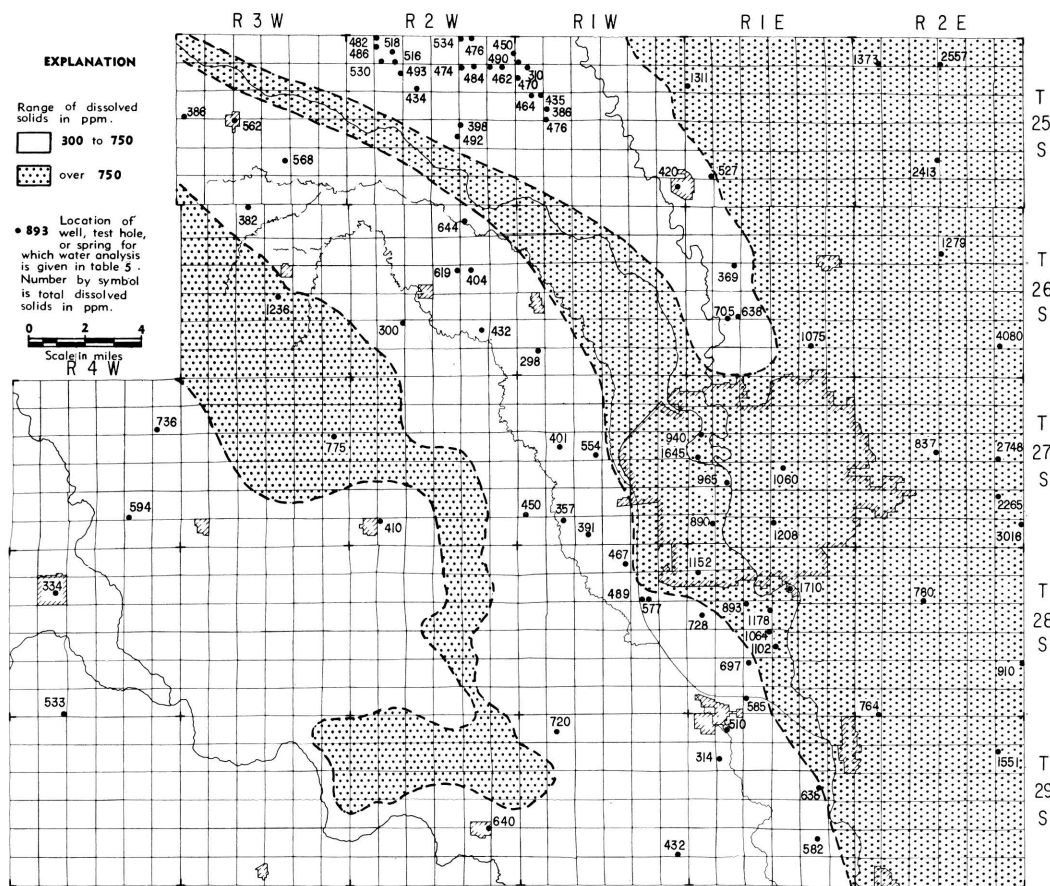 R 3 W R 2 W R 1 W R 1 E R 2 E
EXPLANATION
Range of dissolved
solids in ppm.
300 to 750
over 750
893 Location of
well, test hole,
or spring for
which water analysis
is given in table 5.
Number by symbol
is total dissolved
solids in ppm.
0 2 4
Scale in miles
R 4 W
T
25
S
T
26
S
T
27
S
T
28
S
T
29
S
482 518 534 476 450
486 516 490
530 493 474 484 462 310
470
434 464 435
386
476
1311 1373 2557
386 562 398
492
568 420 527 2413
382 644 1279
619 404 369
1236 300 432 705 638
298 1075 4080
736 775 401 554 940
645 837 2748
965 1060
594 410 450 357 391 890 1208 2265
3016
467 1152
334 489 577 1710 780
893
728 1178
1064
1102
697 910
533 585 764
720 510
314 1551
636
640 582
432